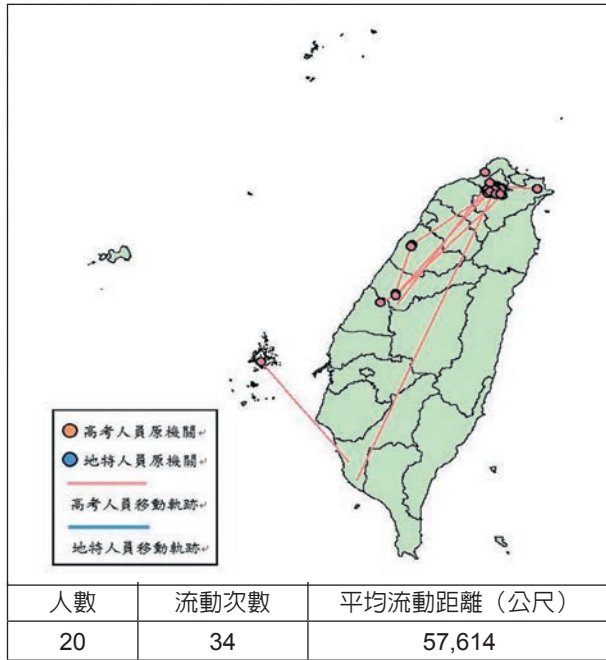 高考人員原機關
地特人員原機關
高考人員移動軌跡
地特人員移動軌跡
人數 流動次數 平均流動距離（公尺）
20 34 57,614